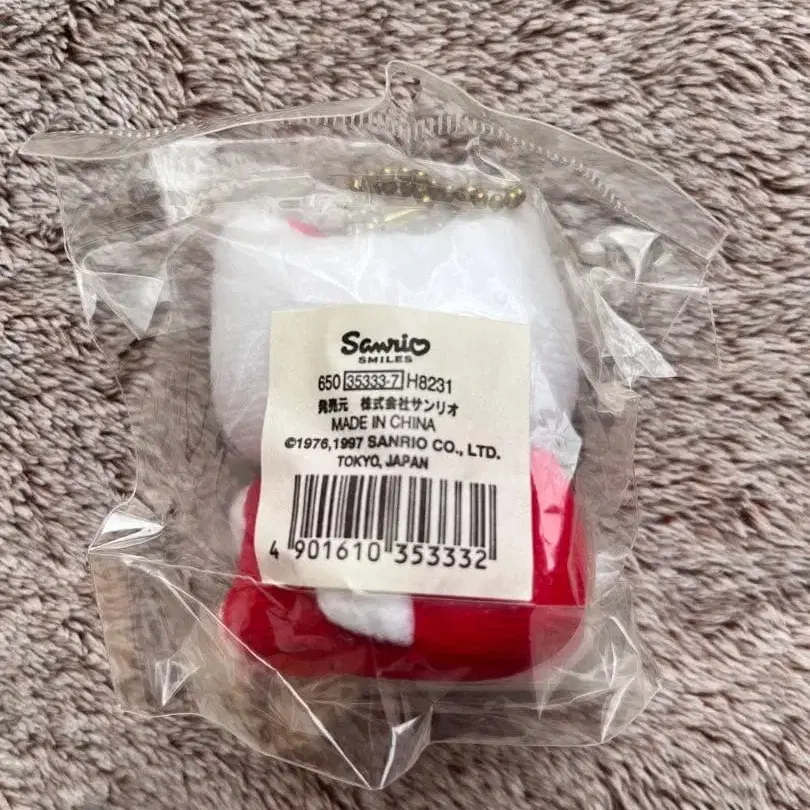 Sanrio
SMILES
650 35333-7 H8231
発売元 株式会社サンリオ
MADE IN CHINA
©1976,1997 SANRIO CO., LTD.
TOKYO, JAPAN
4 901610 353332